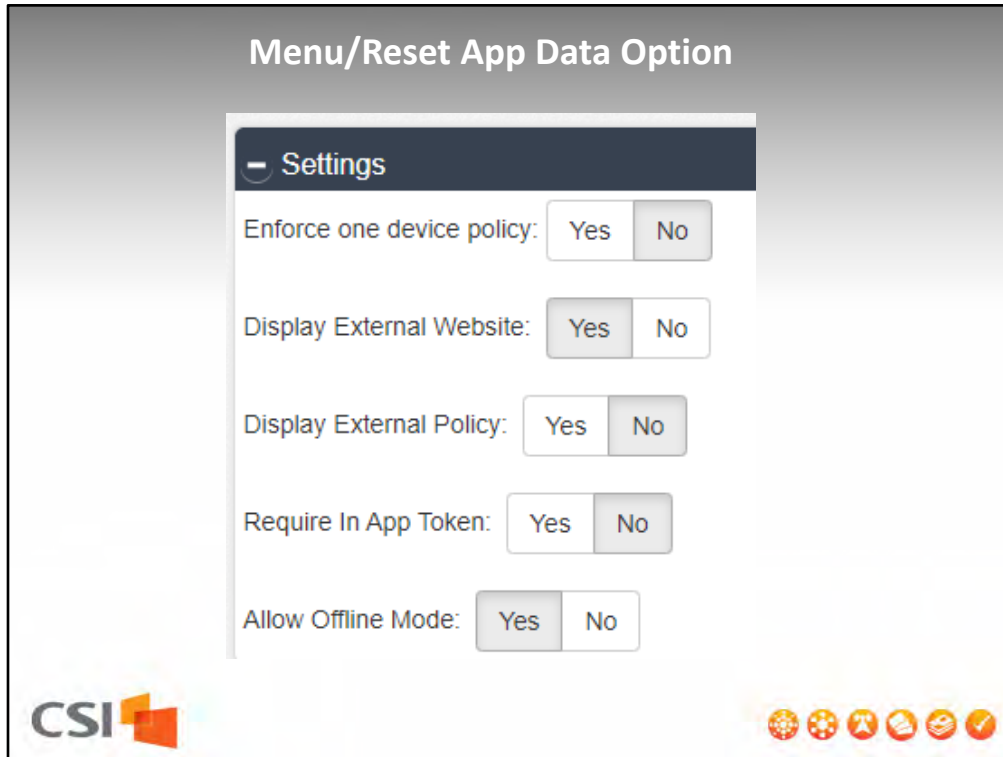 Menu/Reset App Data Option
Settings
Enforce one device policy: Yes No
Display External Website: Yes No
Display External Policy: Yes No
Require In App Token: Yes No
Allow Offline Mode: Yes No
CSI